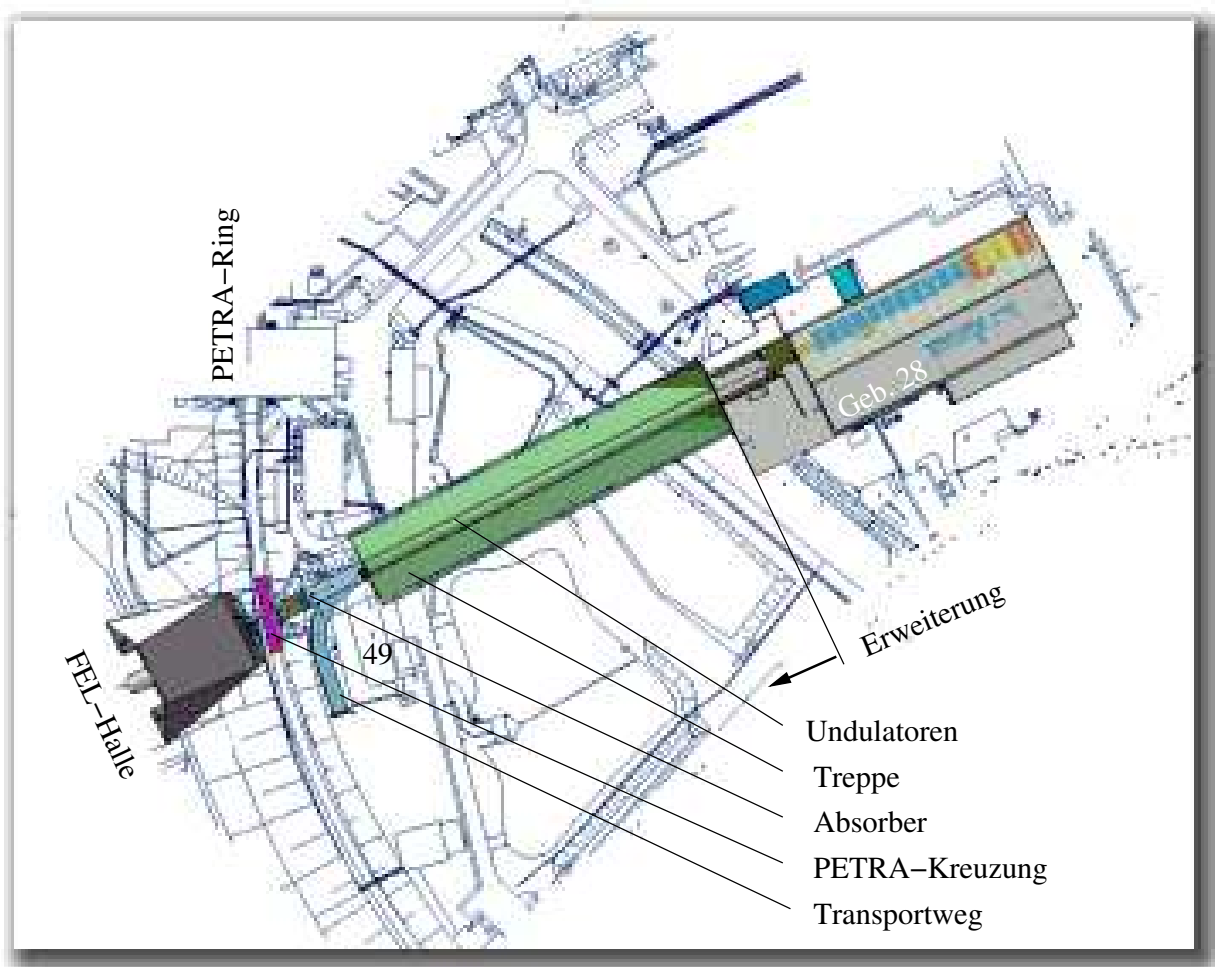 PETRA−Ring
Geb.:28
Erweiterung
49
FEL−Halle
Undulatoren
Treppe
Absorber
PETRA−Kreuzung
Transportweg